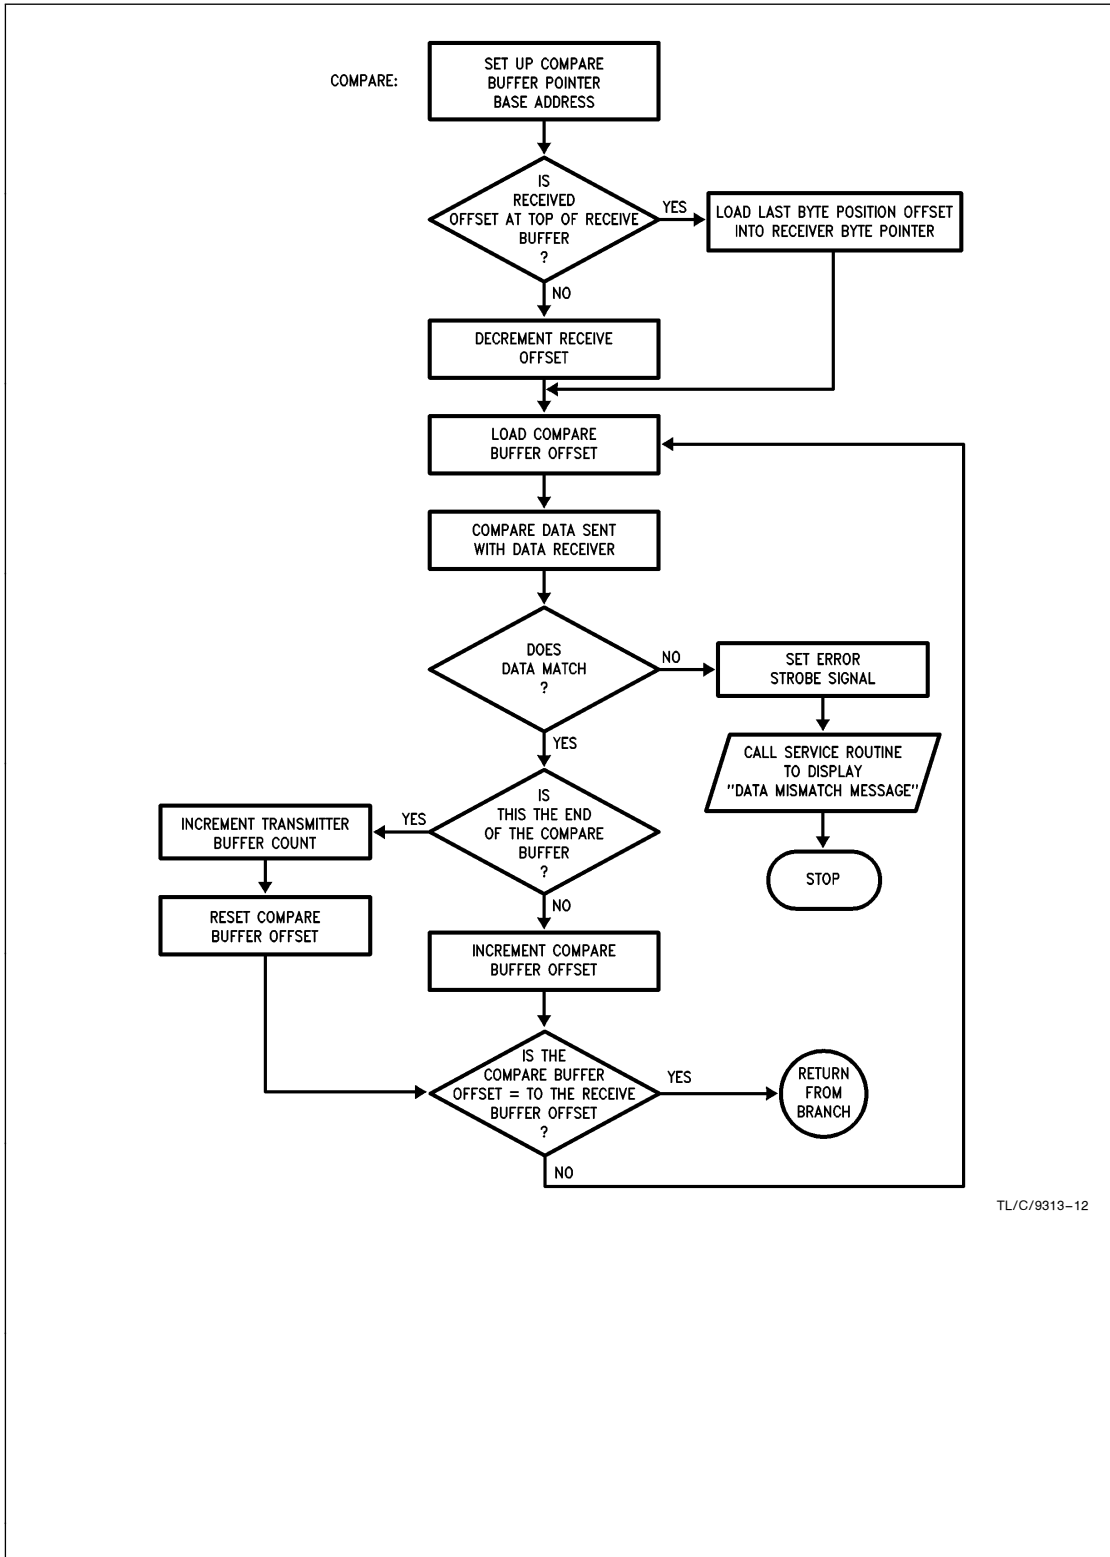 COMPARE:
SET UP COMPARE
BUFFER POINTER
BASE ADDRESS
IS
RECEIVED
OFFSET AT TOP OF RECEIVE
BUFFER
?
YES
LOAD LAST BYTE POSITION OFFSET
INTO RECEIVER BYTE POINTER
NO
DECREMENT RECEIVE
OFFSET
LOAD COMPARE
BUFFER OFFSET
COMPARE DATA SENT
WITH DATA RECEIVER
DOES
DATA MATCH
?
NO
SET ERROR
STROBE SIGNAL
CALL SERVICE ROUTINE
TO DISPLAY
"DATA MISMATCH MESSAGE"
STOP
YES
IS
THIS THE END
OF THE COMPARE
BUFFER
?
YES
INCREMENT TRANSMITTER
BUFFER COUNT
RESET COMPARE
BUFFER OFFSET
NO
INCREMENT COMPARE
BUFFER OFFSET
IS THE
COMPARE BUFFER
OFFSET = TO THE RECEIVE
BUFFER OFFSET
?
YES
RETURN
FROM
BRANCH
NO
TL/C/9313–12